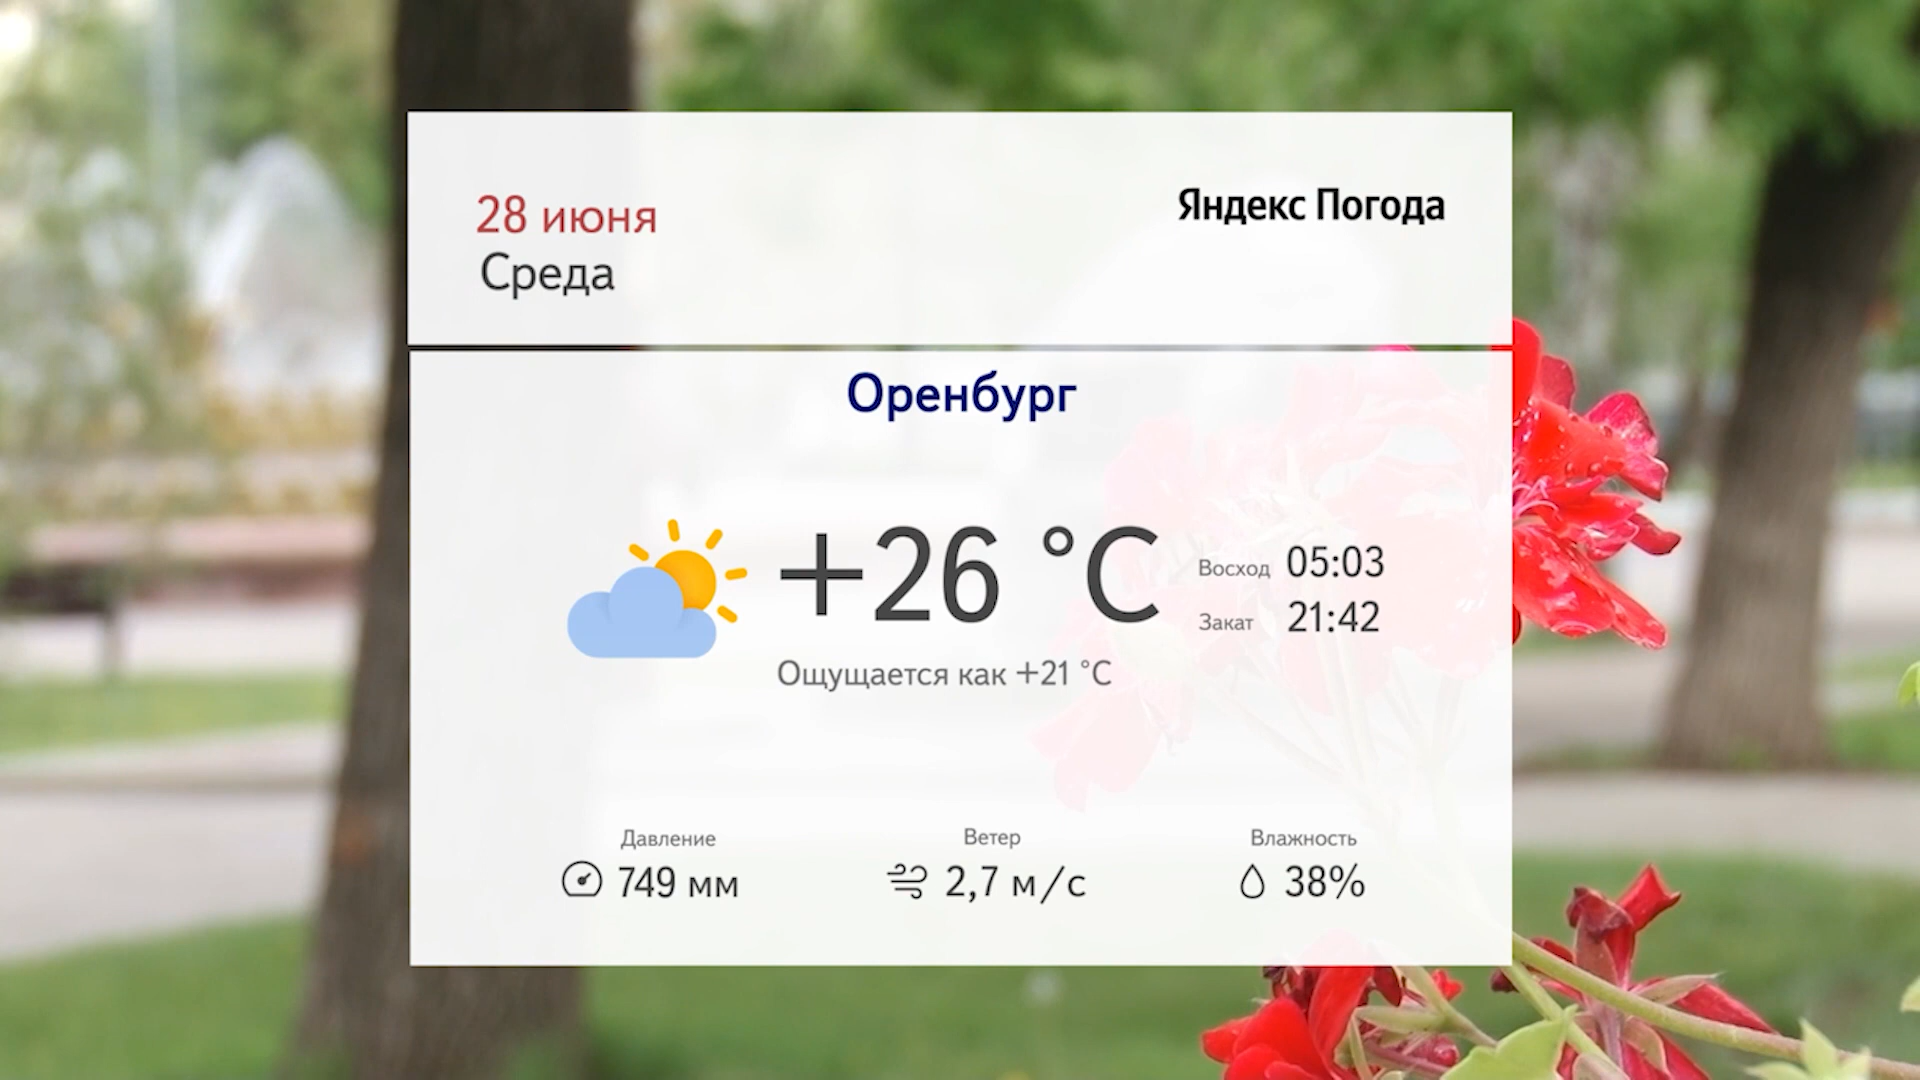 28 июня
Среда
Яндекс Погода
Оренбург
+26 °C
Восход 05:03
Закат 21:42
Ощущается как +21 °C
Давление
749 мм
Ветер
2,7 м/с
Влажность
38%